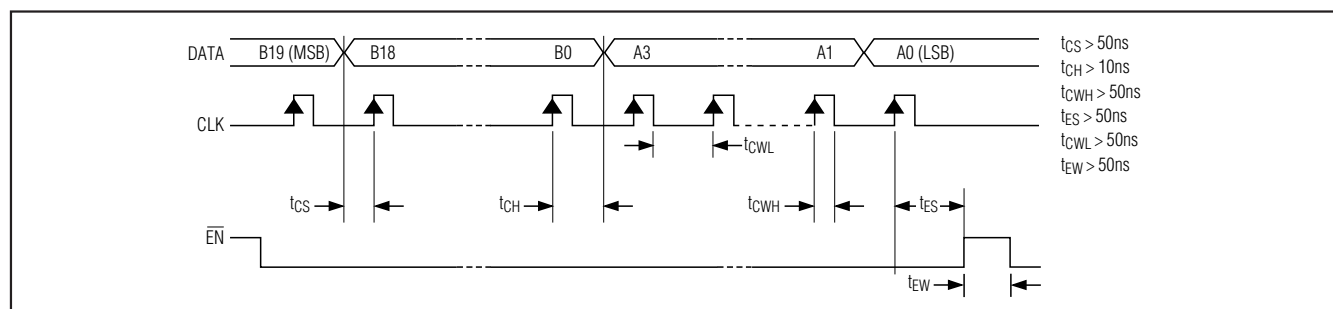 DATA B19 (MSB) B18 B0 A3 A1 A0 (LSB)
tCS > 50ns
tCH > 10ns
tCWH > 50ns
tES > 50ns
tCWL > 50ns
tEW > 50ns
CLK
tCWL
tCS tCH tCWH tES
EN
tEW